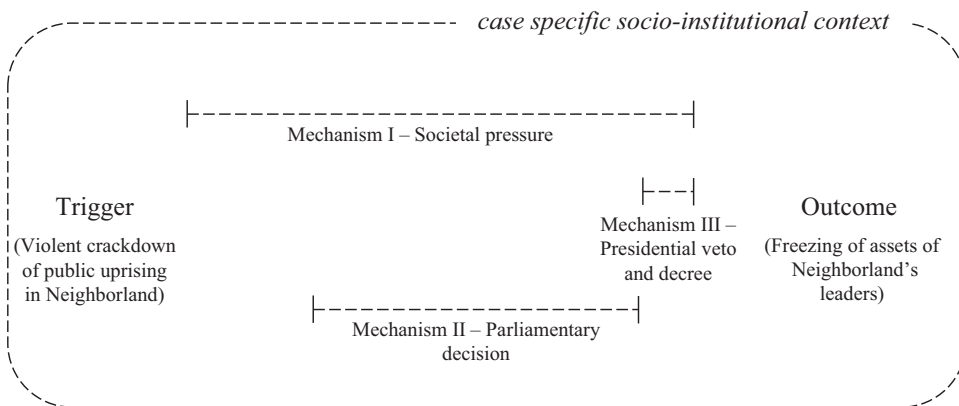 case specific socio-institutional context
Mechanism I – Societal pressure
Trigger
(Violent crackdown
of public uprising
in Neighborland)
Mechanism III –
Presidential veto
and decree
Outcome
(Freezing of assets of
Neighborland’s
leaders)
Mechanism II – Parliamentary
decision